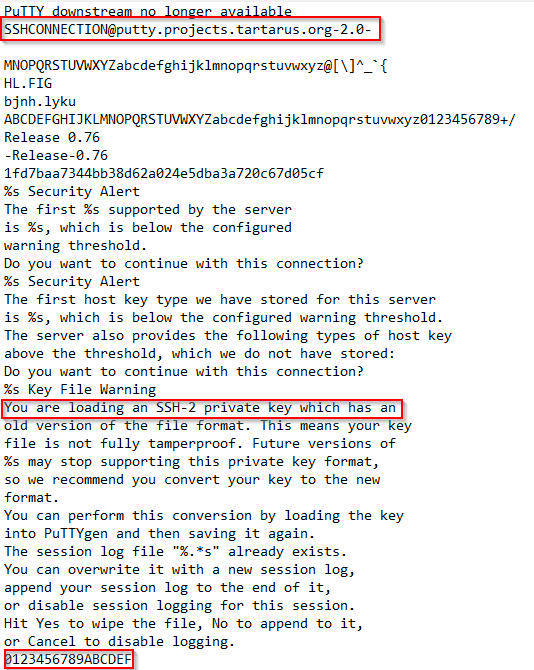 PuTTY downstream no longer available
SSHCONNECTION@putty.projects.tartarus.org-2.0-
MNOPQRSTUVWXYZabcdefghijklmnopqrstuvwxyz@[\]^_`{
HL.FIG
bjnh.lyku
ABCDEFGHIJKLMNOPQRSTUVWXYZabcdefghijklmnopqrstuvwxyz0123456789+/
Release 0.76
-Release-0.76
1fd7baa7344bb38d62a024e5dba3a720c67d05cf
%s Security Alert
The first %s supported by the server
is %s, which is below the configured
warning threshold.
Do you want to continue with this connection?
%s Security Alert
The first host key type we have stored for this server
is %s, which is below the configured warning threshold.
The server also provides the following types of host key
above the threshold, which we do not have stored:
Do you want to continue with this connection?
%s Key File Warning
You are loading an SSH-2 private key which has an
old version of the file format. This means your key
file is not fully tamperproof. Future versions of
%s may stop supporting this private key format,
so we recommend you convert your key to the new
format.
You can perform this conversion by loading the key
into PuTTYgen and then saving it again.
The session log file "%.*s" already exists.
You can overwrite it with a new session log,
append your session log to the end of it,
or disable session logging for this session.
Hit Yes to wipe the file, No to append to it,
or Cancel to disable logging.
0123456789ABCDEF